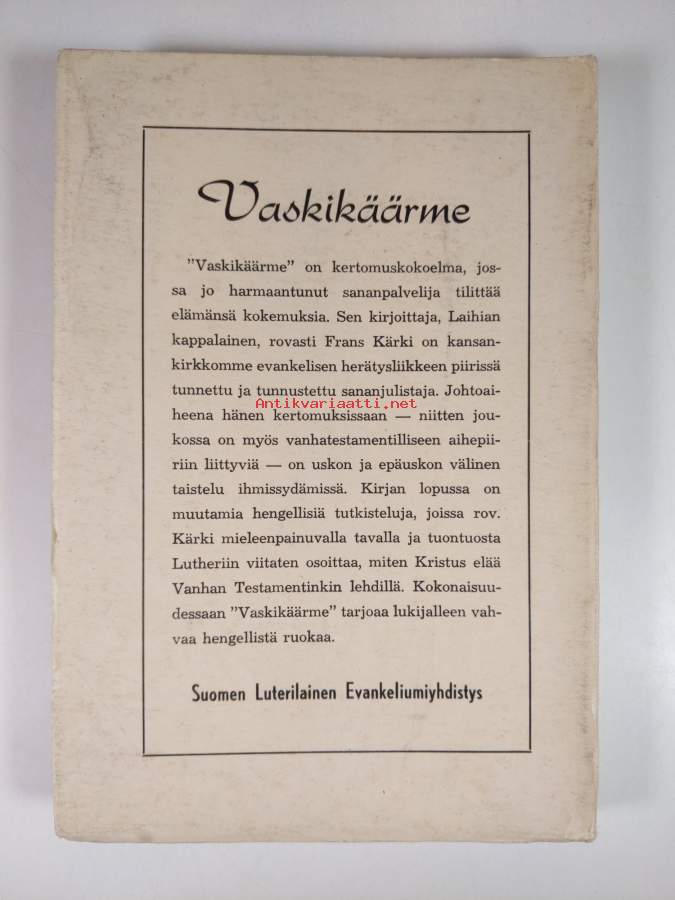 Vaskikäärme
"Vaskikäärme" on kertomuskokoelma, jos-
sa jo harmaantunut sananpalvelija tilittää
elämänsä kokemuksia. Sen kirjoittaja, Laihian
kappalainen, rovasti Frans Kärki on kansan-
kirkkomme evankelisen herätysliikkeen piirissä
tunnettu ja tunnustettu sananjulistaja. Johtoai-
Antikvariaatti.net
heena hänen kertomuksissaan — niitten jou-
kossa on myös vanhatestamentilliseen aihepii-
riin liittyviä — on uskon ja epäuskon välinen
taistelu ihmissydämissä. Kirjan lopussa on
muutamia hengellisiä tutkisteluja, joissa rov.
Kärki mieleenpainuvalla tavalla ja tuontuosta
Lutheriin viitaten osoittaa, miten Kristus elää
Vanhan Testamentinkin lehdillä. Kokonaisuu-
dessaan "Vaskikäärme" tarjoaa lukijalleen vah-
vaa hengellistä ruokaa.
Suomen Luterilainen Evankeliumiyhdistys